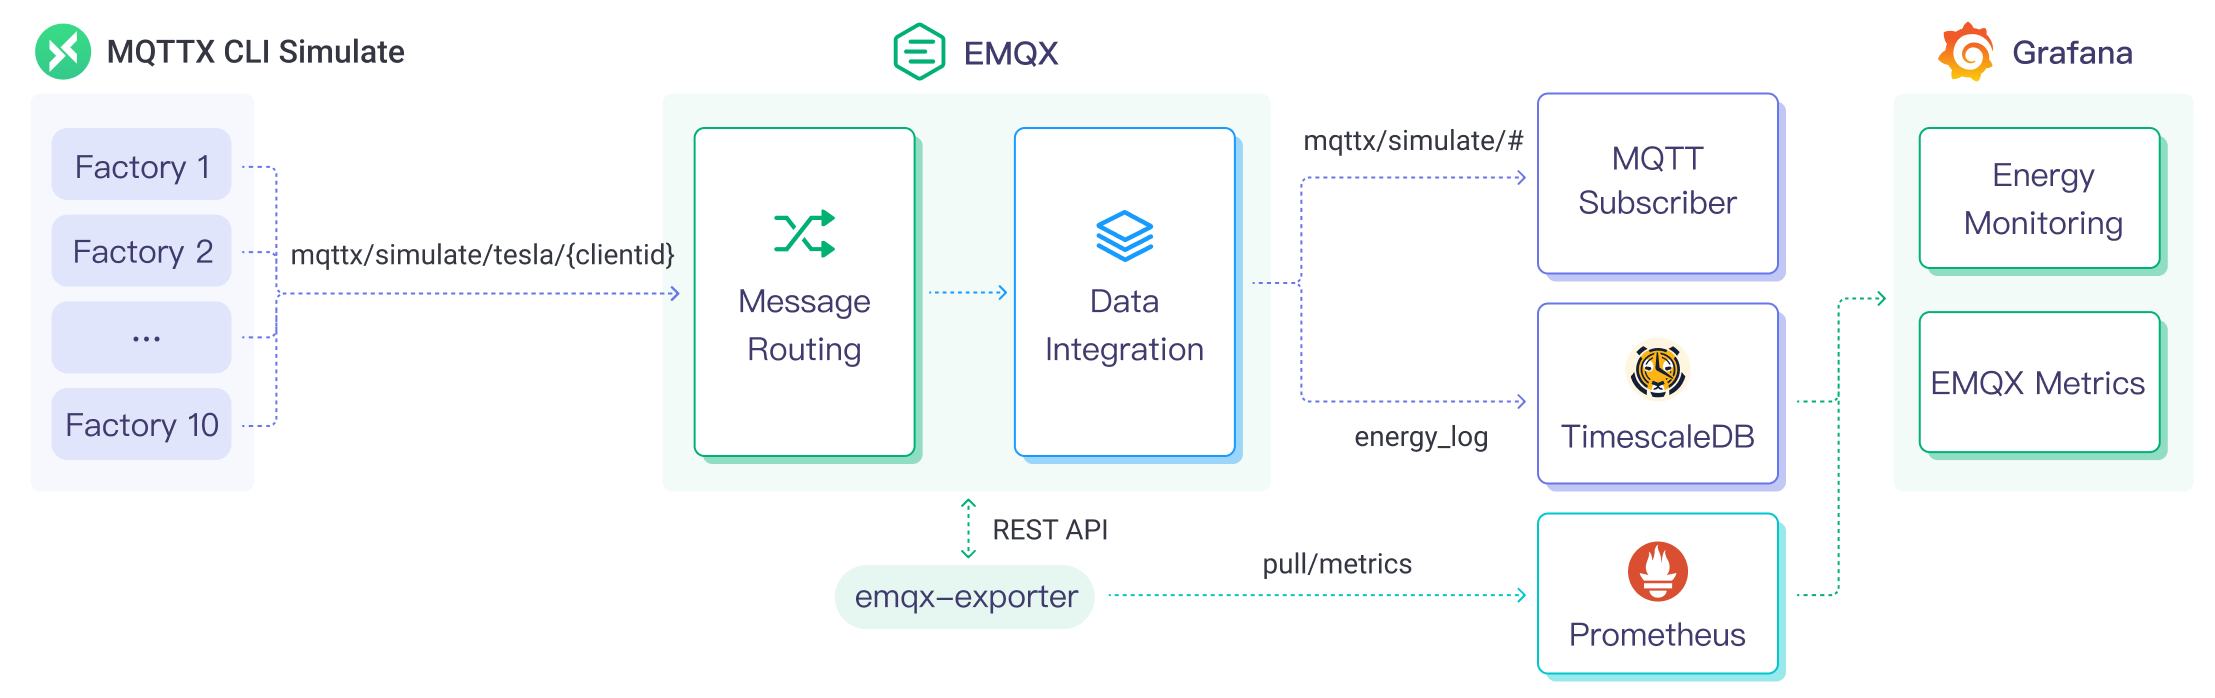 MQTTX CLI Simulate
Factory 1
Factory 2
...
Factory 10
mqttx/simulate/tesla/{clientid}
EMQX
Message
Routing
Data
Integration
REST API
emqx-exporter
mqttx/simulate/#
energy_log
pull/metrics
MQTT
Subscriber
TimescaleDB
Prometheus
Grafana
Energy
Monitoring
EMQX Metrics